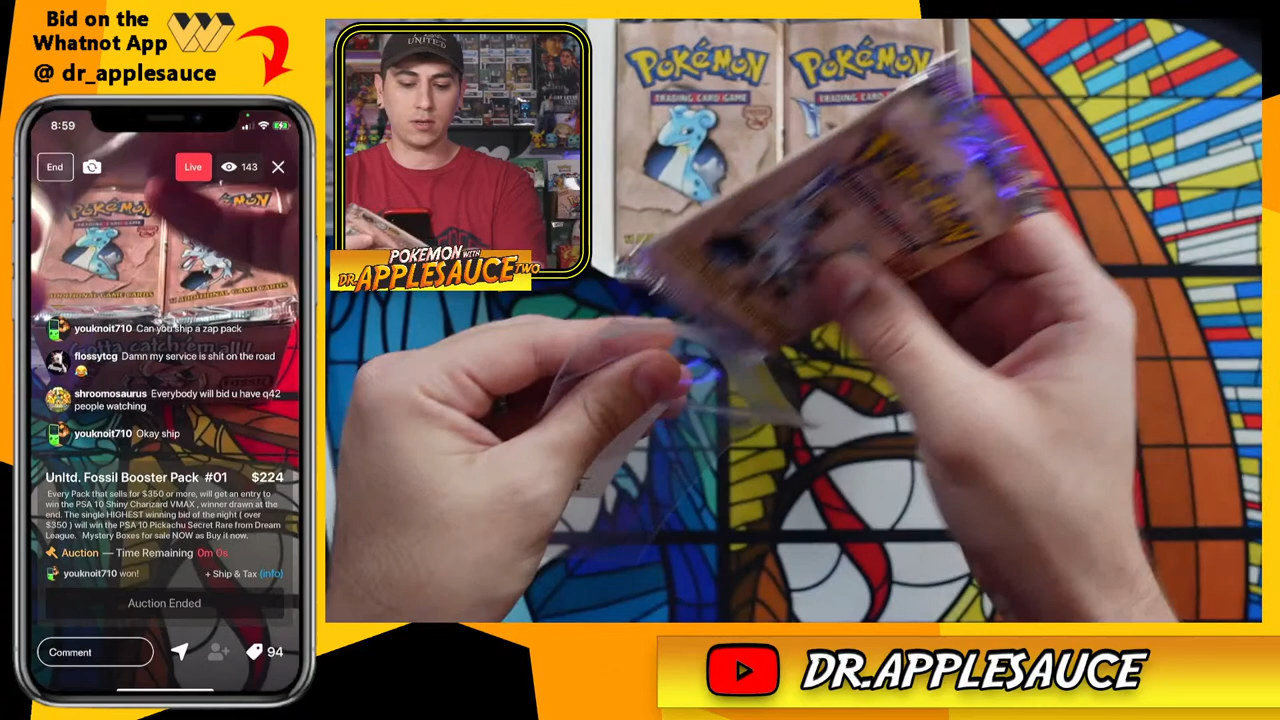 Bid on the
Whatnot App
@ dr_applesauce
8:59
End
Live
143
POKéMON
POKéMON
youknoit710 Can you ship a zap pack
flossytcg Damn my service is shit on the road
shroomosaurus Everybody will bid u have q42
people watching
youknoit710 Okay ship
Unltd. Fossil Booster Pack #01 $224
Every Pack that sells for $350 or more, will get an entry to
win the PSA 10 Shiny Charizard VMAX , winner drawn at the
end. The single HIGHEST winning bid of the night ( over
$350 ) will win the PSA 10 Pickachu Secret Rare from Dream
League. Mystery Boxes for sale NOW as Buy it now.
Auction — Time Remaining 0m 0s
youknoit710 won! + Ship & Tax (info)
Auction Ended
Comment
94
UNITED
POKEMON WITH
DR.APPLESAUCE TWO
POKéMON
TRADING CARD GAME
POKéMON
TRADING CARD GAME
DR.APPLESAUCE